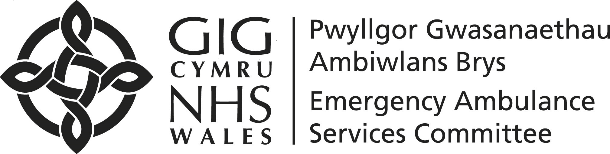 GIG
CYMRU
NHS
WALES
Pwyllgor Gwasanaethau
Ambiwlans Brys
Emergency Ambulance
Services Committee